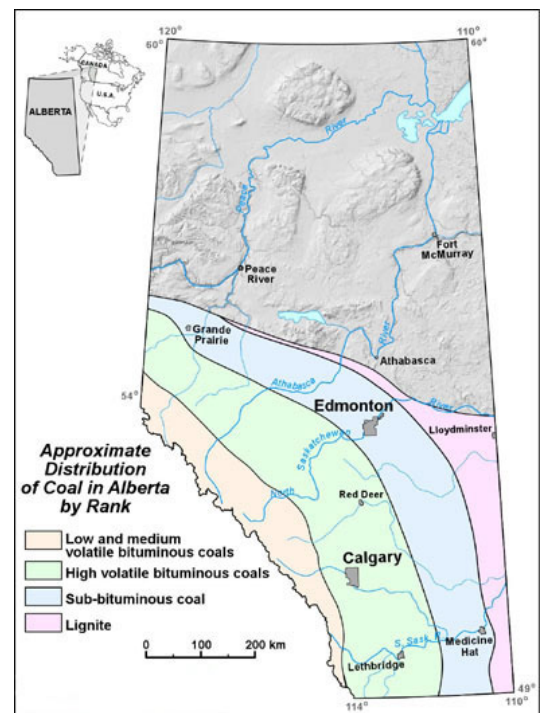 120°
110°
60°
60°
CANADA
U.S.A.
ALBERTA
River
Peace
Fort
McMurray
Peace
River
Grande
Prairie
River
Athabasca
Athabasca
54°
Edmonton
River
Lloydminster
Saskatchewan
North
Approximate
Distribution
of Coal in Alberta
by Rank
Red Deer
Low and medium
volatile bituminous coals
High volatile bituminous coals
Sub-bituminous coal
Lignite
Calgary
0 100 200 km
S. Sask. R.
Medicine
Hat
Lethbridge
49°
114°
110°